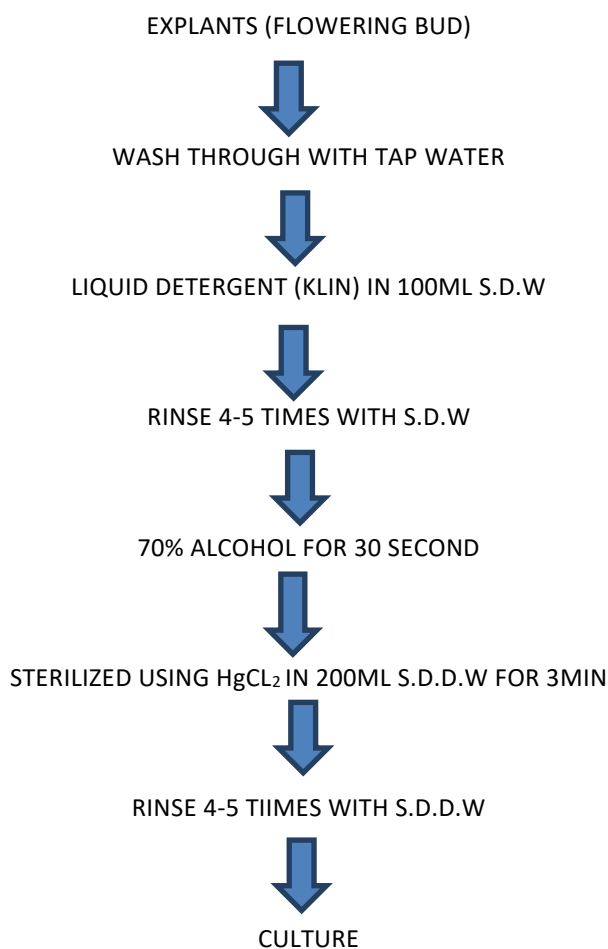 EXPLANTS (FLOWERING BUD)
WASH THROUGH WITH TAP WATER
LIQUID DETERGENT (KLIN) IN 100ML S.D.W
RINSE 4-5 TIMES WITH S.D.W
70% ALCOHOL FOR 30 SECOND
STERILIZED USING HgCL₂ IN 200ML S.D.D.W FOR 3MIN
RINSE 4-5 TIIMES WITH S.D.D.W
CULTURE